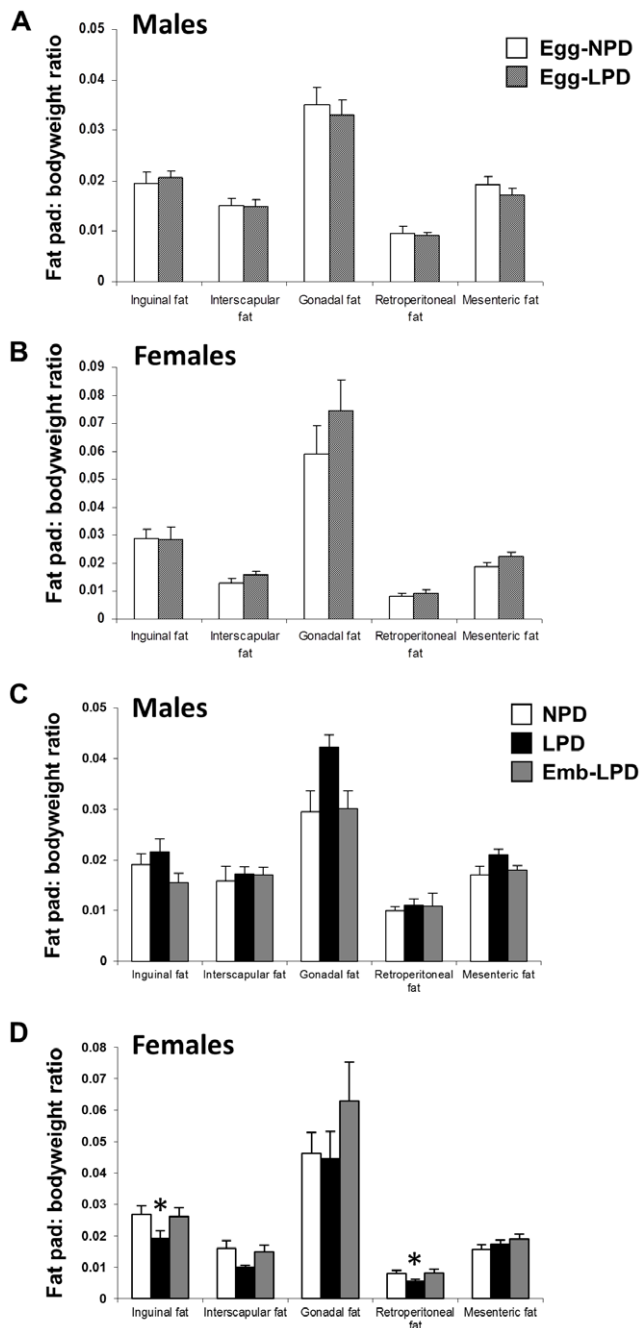 A
Males
Fat pad: bodyweight ratio
0.05
0.04
0.03
0.02
0.01
0
Egg-NPD
Egg-LPD
Inguinal fat
Interscapular
fat
Gonadal fat
Retroperitoneal
fat
Mesenteric fat
B
Females
Fat pad: bodyweight ratio
0.09
0.08
0.07
0.06
0.05
0.04
0.03
0.02
0.01
0
Inguinal fat
Interscapular
fat
Gonadal fat
Retroperitoneal
fat
Mesenteric fat
C
Males
Fat pad: bodyweight ratio
0.05
0.04
0.03
0.02
0.01
0
NPD
LPD
Emb-LPD
Inguinal fat
Interscapular fat
Gonadal fat
Retroperitoneal
fat
Mesenteric fat
D
Females
Fat pad: bodyweight ratio
0.08
0.07
0.06
0.05
0.04
0.03
0.02
0.01
0
*
*
Inguinal fat
Interscapular fat
Gonadal fat
Retroperitoneal
fat
Mesenteric fat